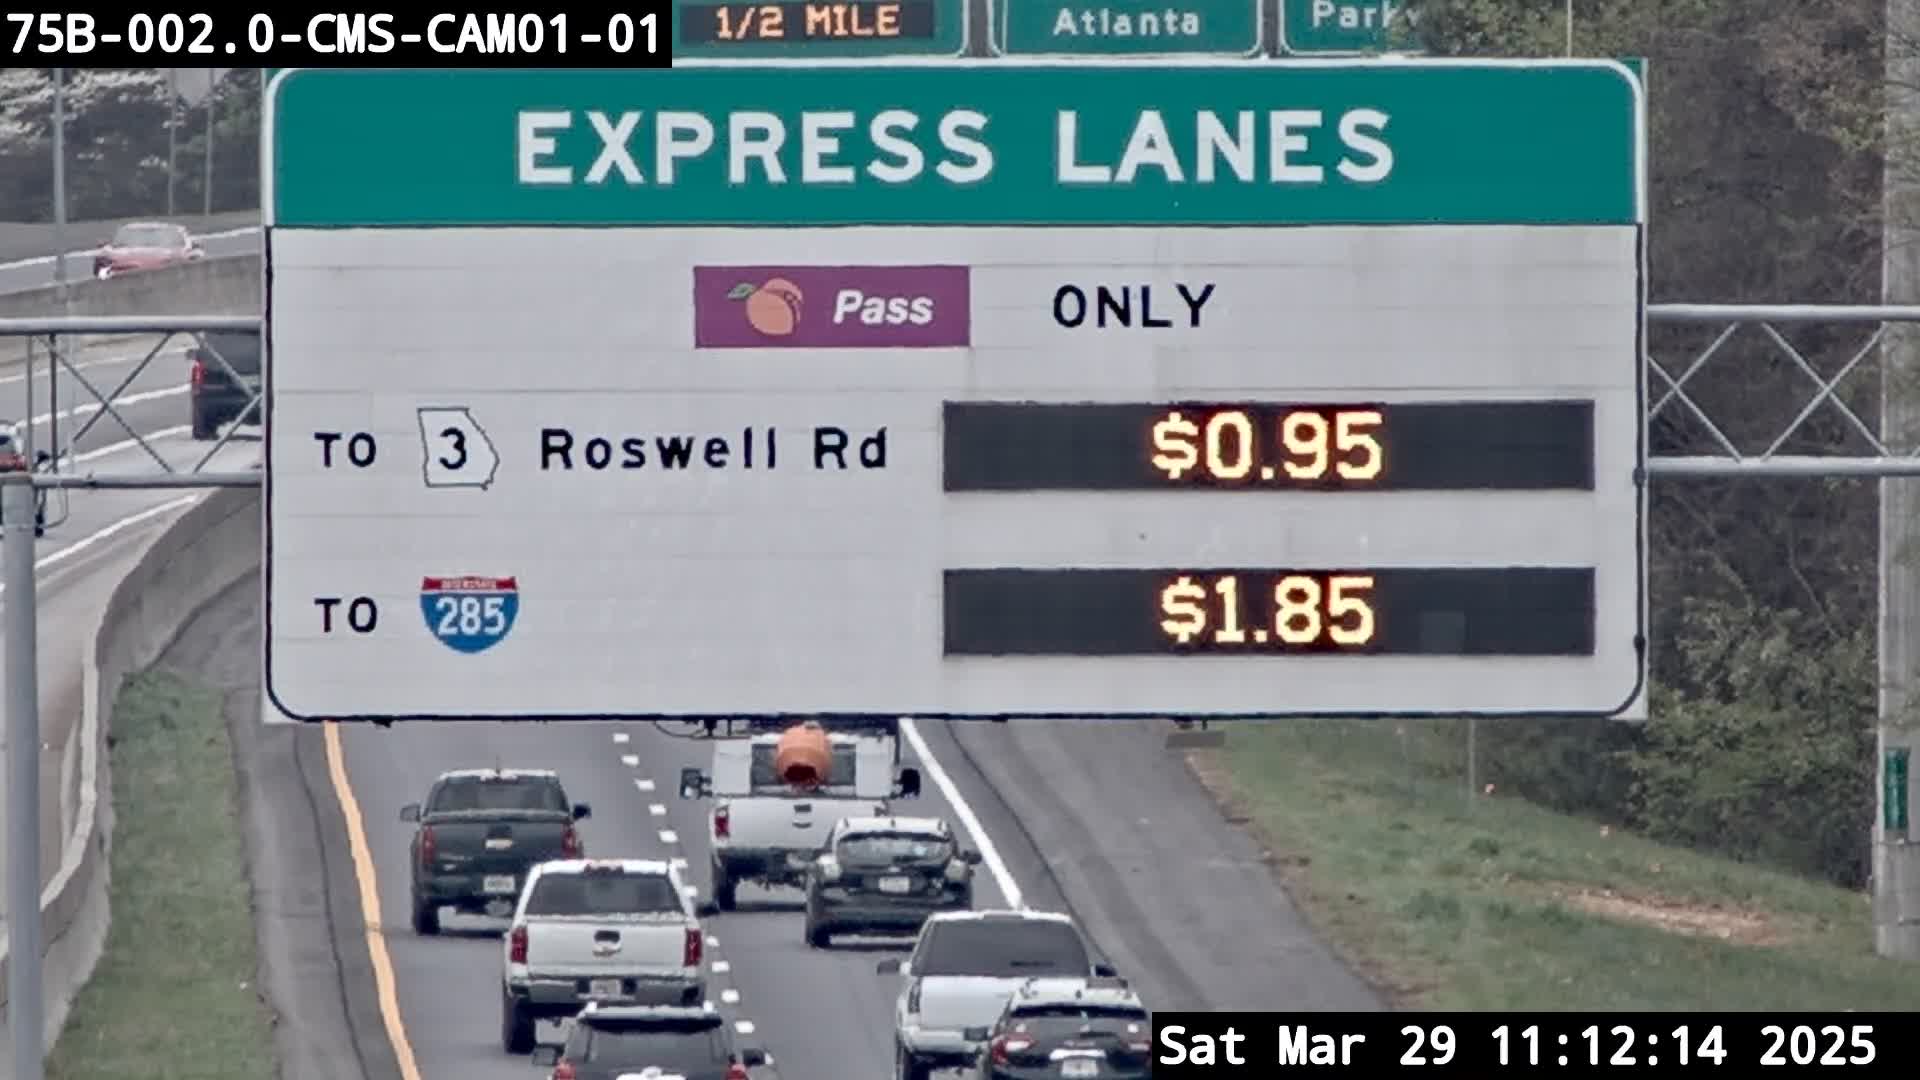 75B-002.0-CMS-CAM01-01
1/2 MILE
Atlanta
EXPRESS LANES
Pass ONLY
TO 3 Roswell Rd $0.95
TO INTERSTATE 285 $1.85
Sat Mar 29 11:12:14 2025